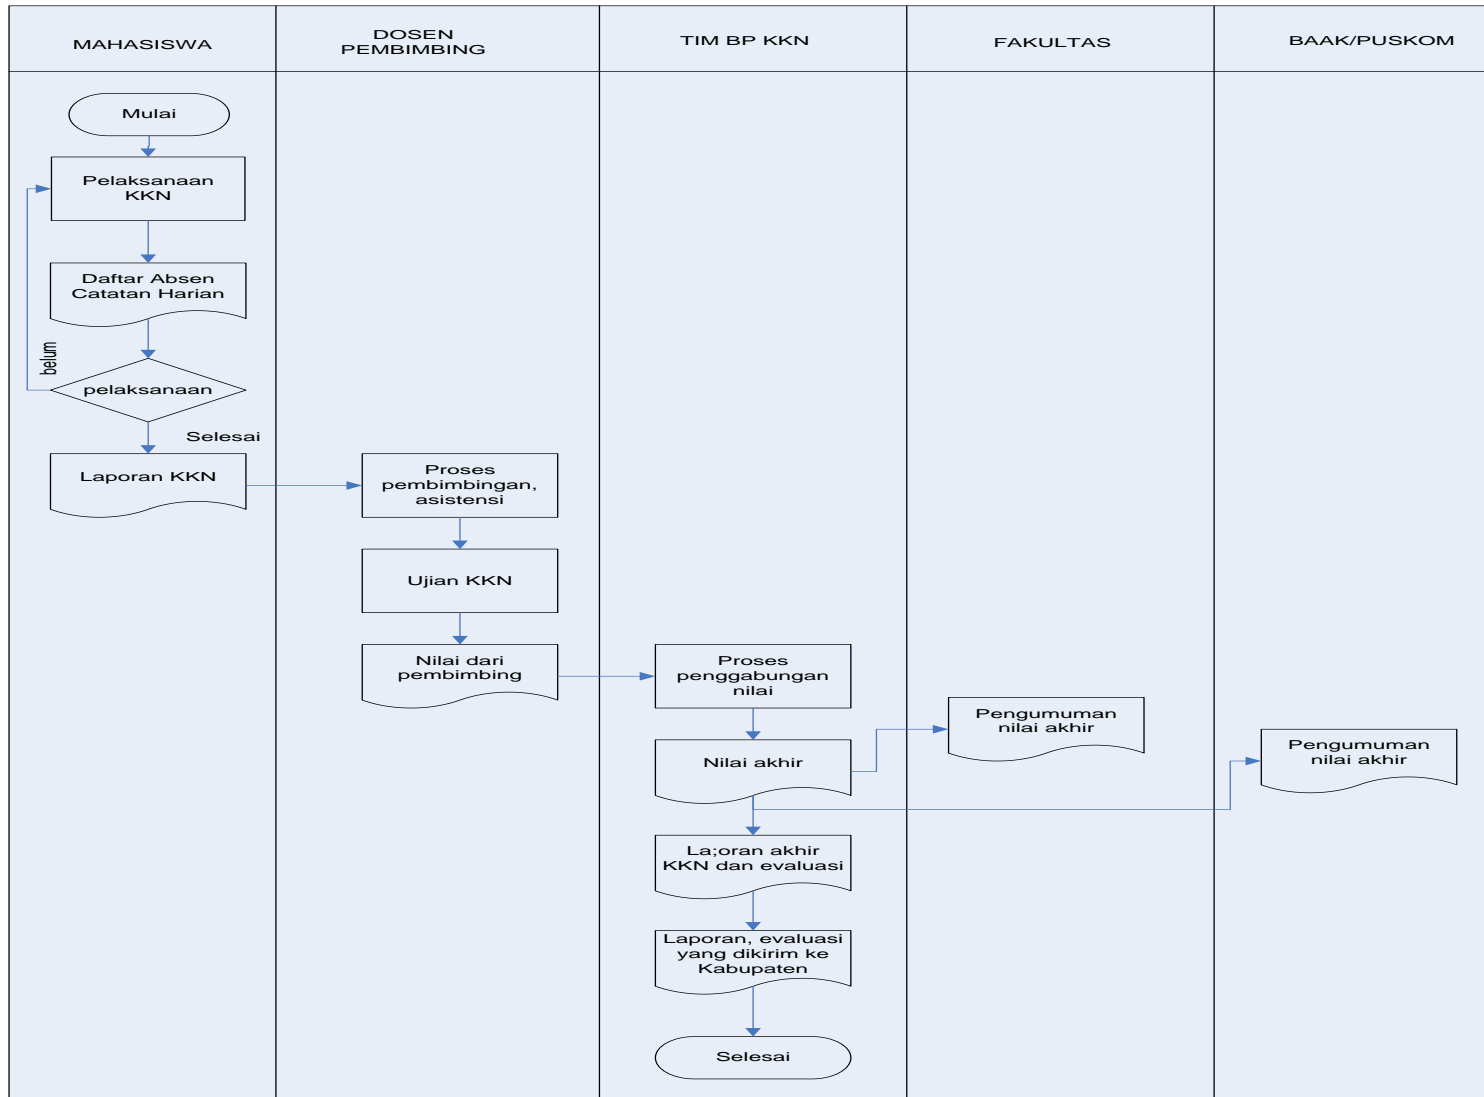 MAHASISWA
DOSEN
PEMBIMBING
TIM BP KKN
FAKULTAS
BAAK/PUSKOM
Mulai
Pelaksanaan
KKN
Daftar Absen
Catatan Harian
belum
pelaksanaan
Selesai
Laporan KKN
Proses
pembimbingan,
asistensi
Ujian KKN
Nilai dari
pembimbing
Proses
penggabungan
nilai
Pengumuman
nilai akhir
Pengumuman
nilai akhir
Nilai akhir
La;oran akhir
KKN dan evaluasi
Laporan, evaluasi
yang dikirim ke
Kabupaten
Selesai